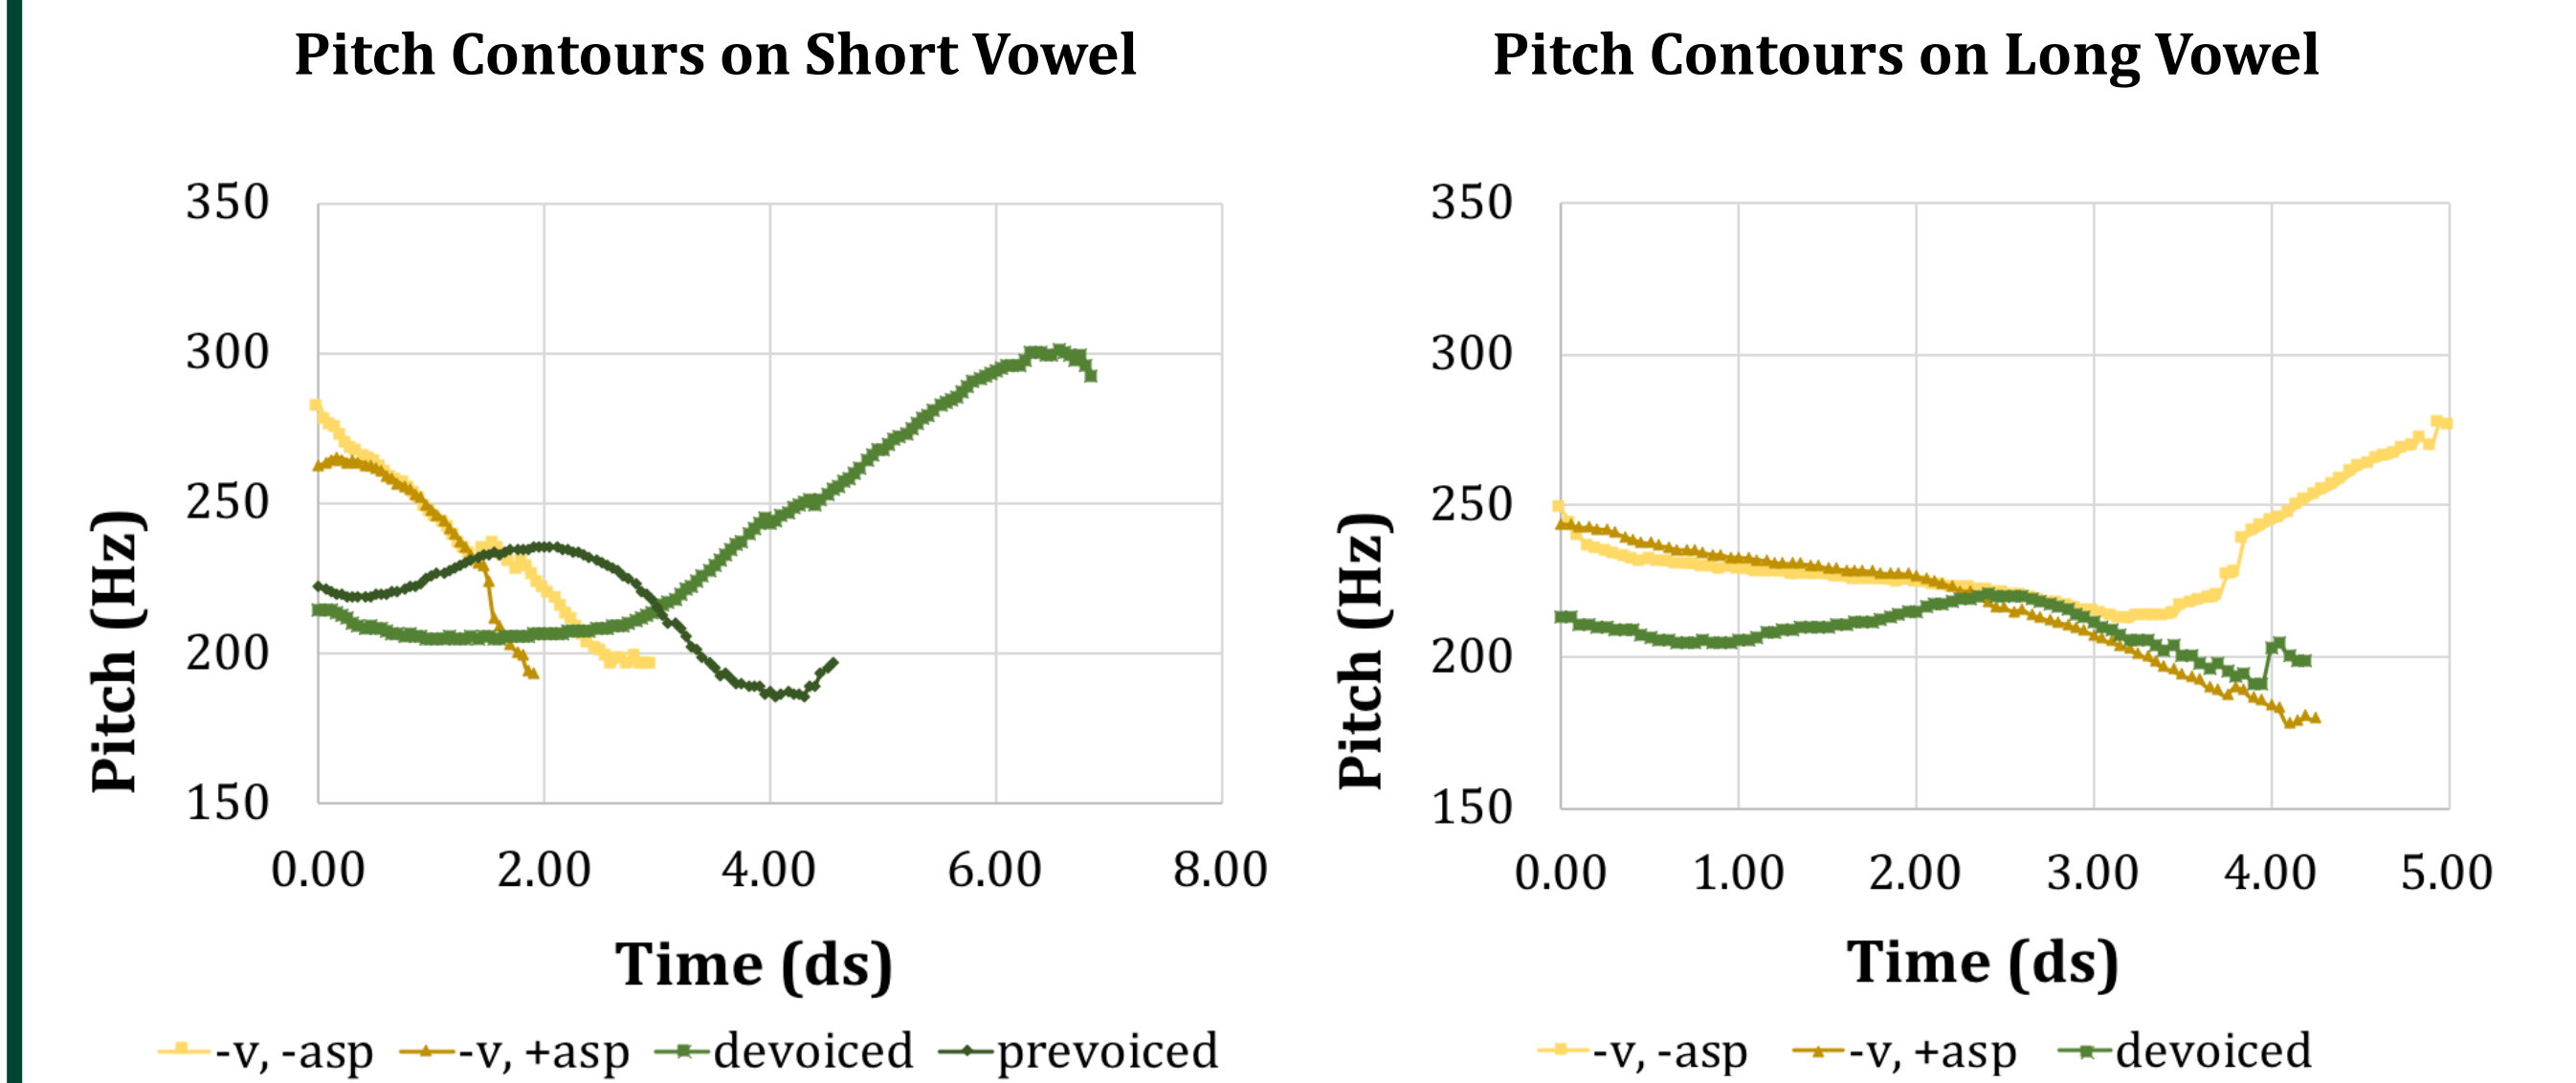 Pitch Contours on Short Vowel
350
300
250
200
150
Pitch (Hz)
0.00 2.00 4.00 6.00 8.00
Time (ds)
-v, -asp -v, +asp devoiced prevoiced
Pitch Contours on Long Vowel
350
300
250
200
150
Pitch (Hz)
0.00 1.00 2.00 3.00 4.00 5.00
Time (ds)
-v, -asp -v, +asp devoiced